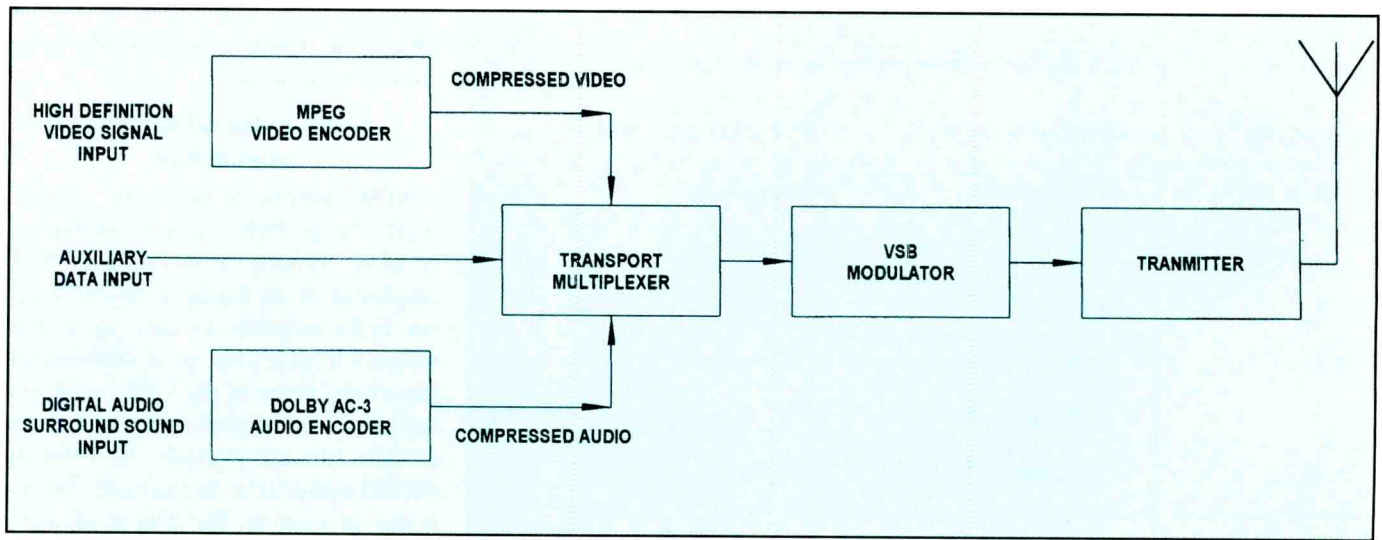 HIGH DEFINITION
VIDEO SIGNAL
INPUT
MPEG
VIDEO ENCODER
COMPRESSED VIDEO
AUXILIARY
DATA INPUT
TRANSPORT
MULTIPLEXER
VSB
MODULATOR
TRANMITTER
DIGITAL AUDIO
SURROUND SOUND
INPUT
DOLBY AC-3
AUDIO ENCODER
COMPRESSED AUDIO